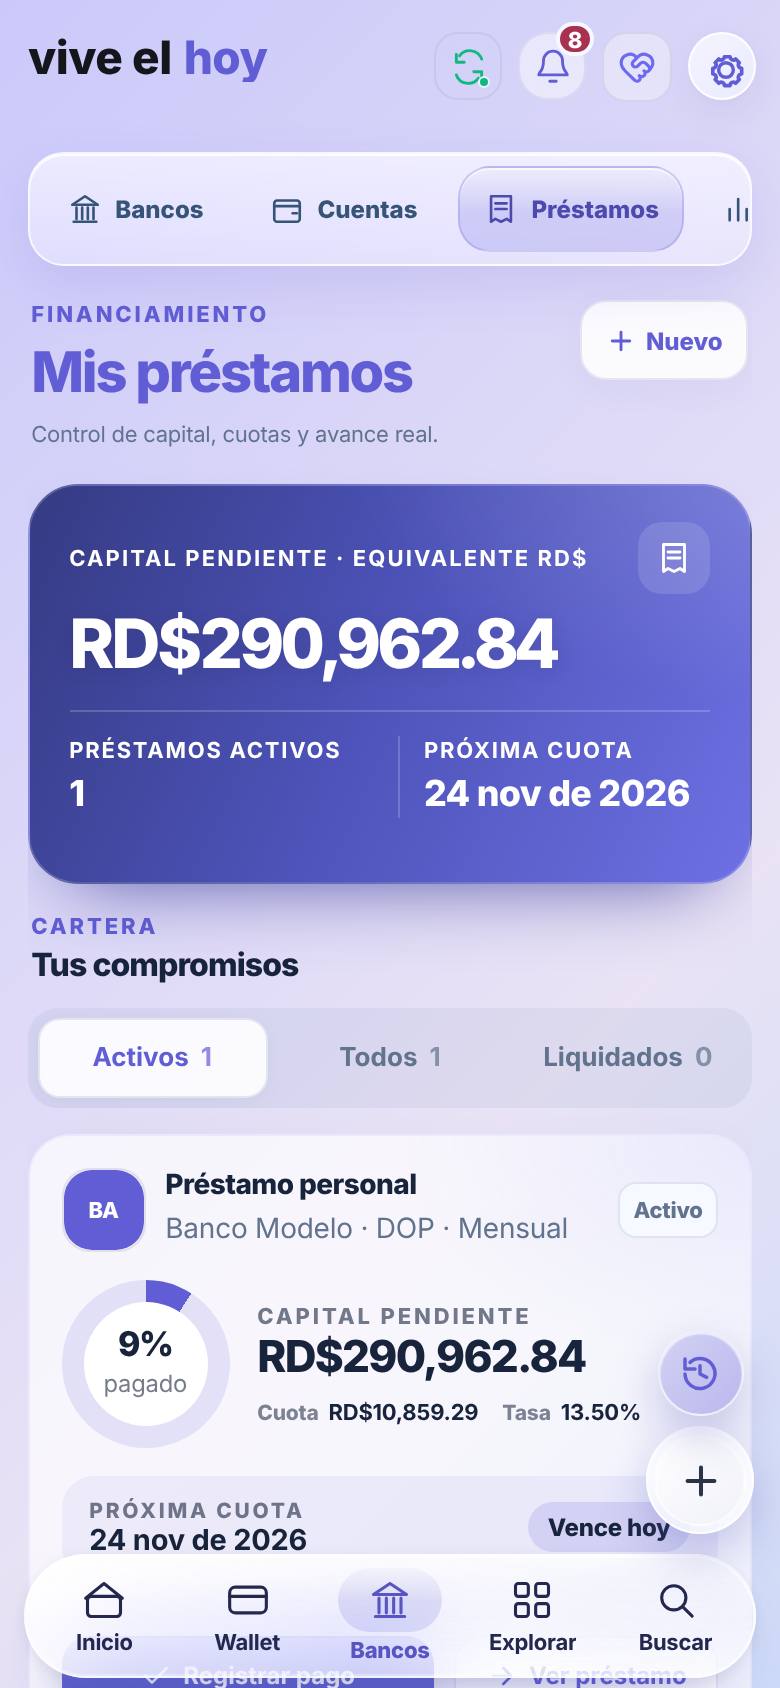 vive el hoy
8
Bancos
Cuentas
Préstamos
FINANCIAMIENTO
Mis préstamos
Nuevo
Control de capital, cuotas y avance real.
CAPITAL PENDIENTE · EQUIVALENTE RD$
RD$290,962.84
PRÉSTAMOS ACTIVOS
1
PRÓXIMA CUOTA
24 nov de 2026
CARTERA
Tus compromisos
Activos 1
Todos 1
Liquidados 0
BA
Préstamo personal
Banco Modelo · DOP · Mensual
Activo
9%
pagado
CAPITAL PENDIENTE
RD$290,962.84
Cuota RD$10,859.29 Tasa 13.50%
PRÓXIMA CUOTA
24 nov de 2026
Vence hoy
Inicio
Wallet
Bancos
Explorar
Buscar
Registrar pago
Ver préstamo